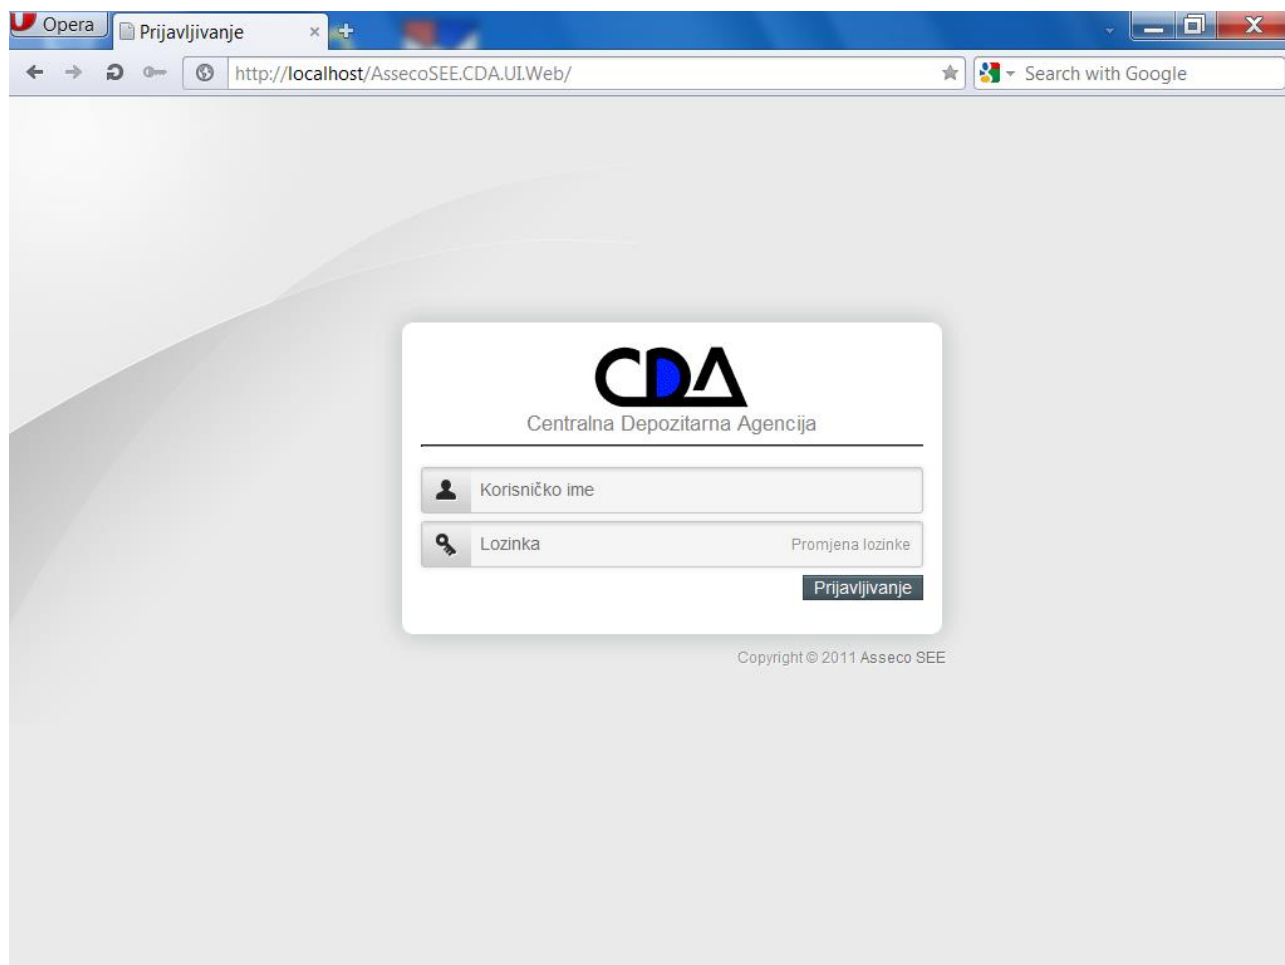 Opera
Prijavljivanje
http://localhost/AssecoSEE.CDA.UI.Web/
Search with Google
CDA
Centralna Depozitarna Agencija
Korisničko ime
Lozinka
Promjena lozinke
Prijavljivanje
Copyright © 2011 Asseco SEE